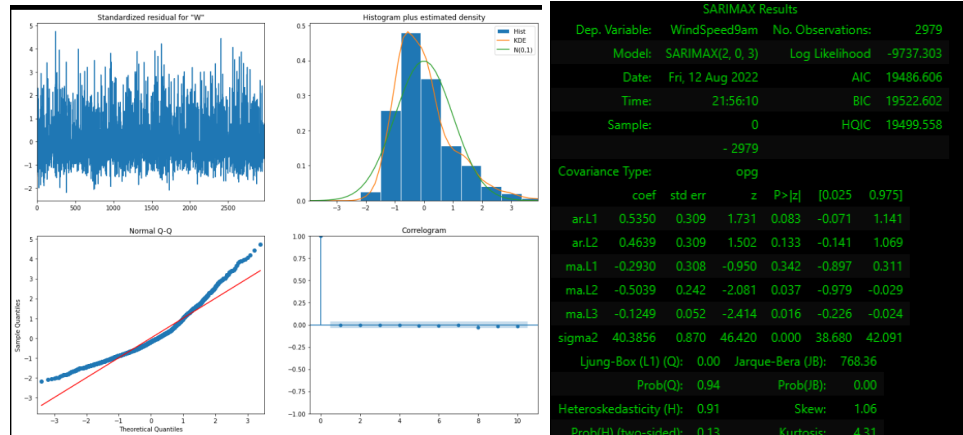 Standardized residual for "W"
5
4
3
2
1
0
−1
−2
0 500 1000 1500 2000 2500
Histogram plus estimated density
Hist
KDE
N(0,1)
0.5
0.4
0.3
0.2
0.1
0.0
−3 −2 −1 0 1 2 3
Normal Q-Q
Sample Quantiles
5
4
3
2
1
0
−1
−2
−3
−3 −2 −1 0 1 2 3
Theoretical Quantiles
Correlogram
1.00
0.75
0.50
0.25
0.00
−0.25
−0.50
−0.75
−1.00
0 2 4 6 8 10
SARIMAX Results
Dep. Variable: WindSpeed9am No. Observations: 2979
Model: SARIMAX(2, 0, 3) Log Likelihood -9737.303
Date: Fri, 12 Aug 2022 AIC 19486.606
Time: 21:56:10 BIC 19522.602
Sample: 0 HQIC 19499.558
- 2979
Covariance Type: opg
coef std err z P>|z| [0.025 0.975]
ar.L1 0.5350 0.309 1.731 0.083 -0.071 1.141
ar.L2 0.4639 0.309 1.502 0.133 -0.141 1.069
ma.L1 -0.2930 0.308 -0.950 0.342 -0.897 0.311
ma.L2 -0.5039 0.242 -2.081 0.037 -0.979 -0.029
ma.L3 -0.1249 0.052 -2.414 0.016 -0.226 -0.024
sigma2 40.3856 0.870 46.420 0.000 38.680 42.091
Ljung-Box (L1) (Q): 0.00 Jarque-Bera (JB): 768.36
Prob(Q): 0.94 Prob(JB): 0.00
Heteroskedasticity (H): 0.91 Skew: 1.06
Prob(H) (two-sided): 0.13 Kurtosis: 4.31